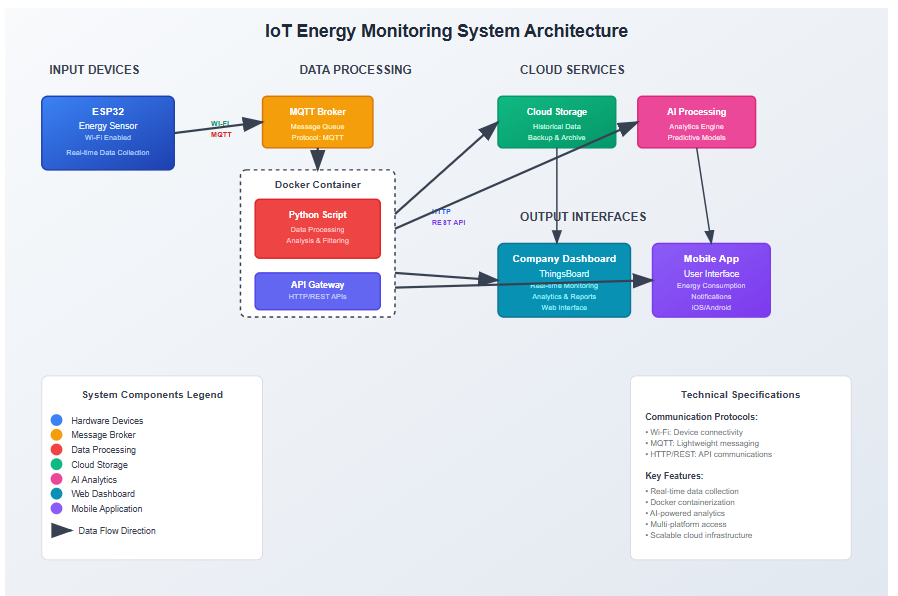 IoT Energy Monitoring System Architecture
INPUT DEVICES
DATA PROCESSING
CLOUD SERVICES
ESP32
Energy Sensor
Wi-Fi Enabled
Real-time Data Collection
WI-FI
MQTT
MQTT Broker
Message Queue
Protocol: MQTT
Cloud Storage
Historical Data
Backup & Archive
AI Processing
Analytics Engine
Predictive Models
Docker Container
Python Script
Data Processing
Analysis & Filtering
API Gateway
HTTP/REST APIs
HTTP
REST API
OUTPUT INTERFACES
Company Dashboard
ThingsBoard
Real-time Monitoring
Analytics & Reports
Web Interface
Mobile App
User Interface
Energy Consumption
Notifications
iOS/Android
System Components Legend
Hardware Devices
Message Broker
Data Processing
Cloud Storage
AI Analytics
Web Dashboard
Mobile Application
Data Flow Direction
Technical Specifications
Communication Protocols:
• Wi-Fi: Device connectivity
• MQTT: Lightweight messaging
• HTTP/REST: API communications
Key Features:
• Real-time data collection
• Docker containerization
• AI-powered analytics
• Multi-platform access
• Scalable cloud infrastructure